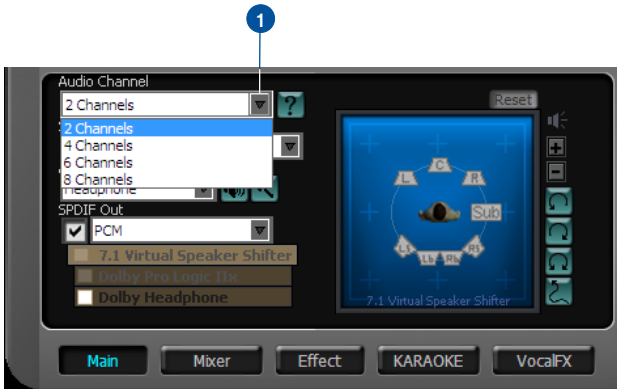 1
Audio Channel
2 Channels
?
Reset
2 Channels
4 Channels
6 Channels
8 Channels
Headphone
SPDIF Out
PCM
7.1 Virtual Speaker Shifter
Dolby Pro Logic IIx
Dolby Headphone
L
C
R
Sub
Ls
Lb
Rb
Rs
7.1 Virtual Speaker Shifter
Main
Mixer
Effect
KARAOKE
VocalFX